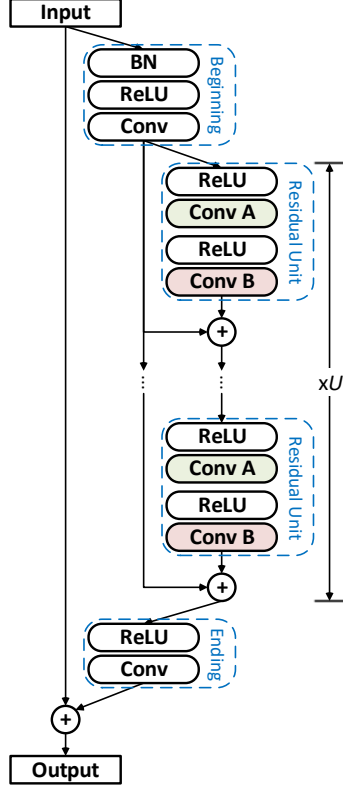 Input
BN
ReLU
Conv
Beginning
ReLU
Conv A
ReLU
Conv B
Residual Unit
+
xU
...
...
ReLU
Conv A
ReLU
Conv B
Residual Unit
+
ReLU
Conv
Ending
+
Output